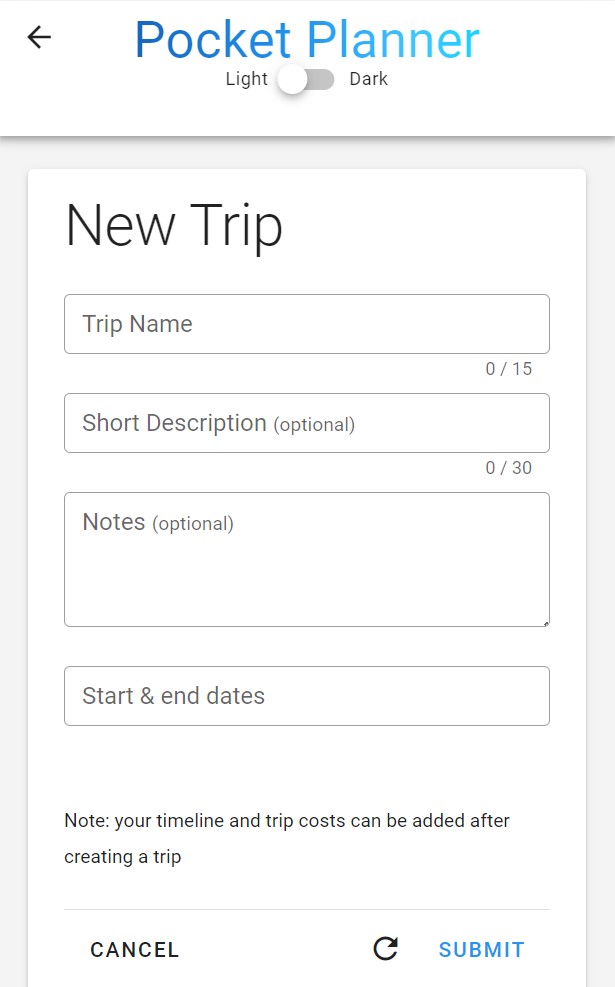 Pocket Planner
Light Dark
New Trip
Trip Name
0 / 15
Short Description (optional)
0 / 30
Notes (optional)
Start & end dates
Note: your timeline and trip costs can be added after
creating a trip
CANCEL SUBMIT